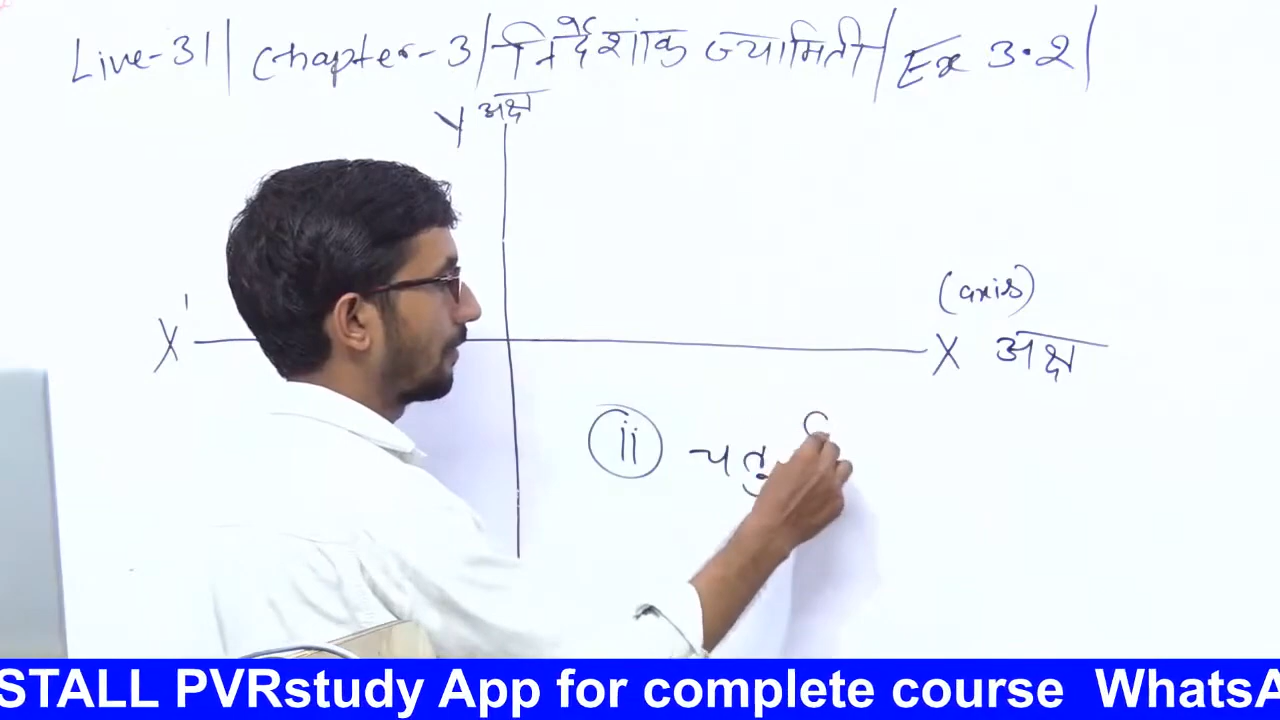 Live-31 | Chapter-3 | निर्देशांक ज्यामिती | Ex 3.2 |
Y अक्ष
(axis)
X' X अक्ष
ii चतु
STALL PVRstudy App for complete course WhatsA